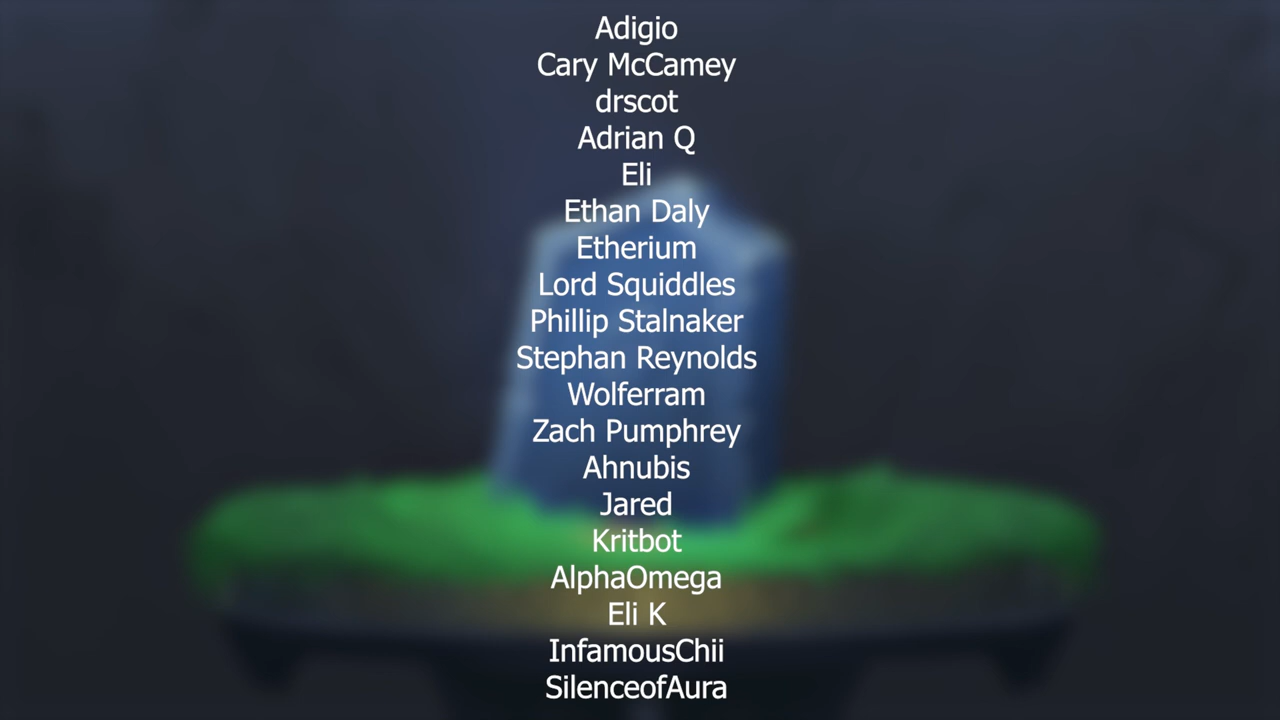 Adigio
Cary McCamey
drscot
Adrian Q
Eli
Ethan Daly
Etherium
Lord Squiddles
Phillip Stalnaker
Stephan Reynolds
Wolferram
Zach Pumphrey
Ahnubis
Jared
Kritbot
AlphaOmega
Eli K
InfamousChii
SilenceofAura